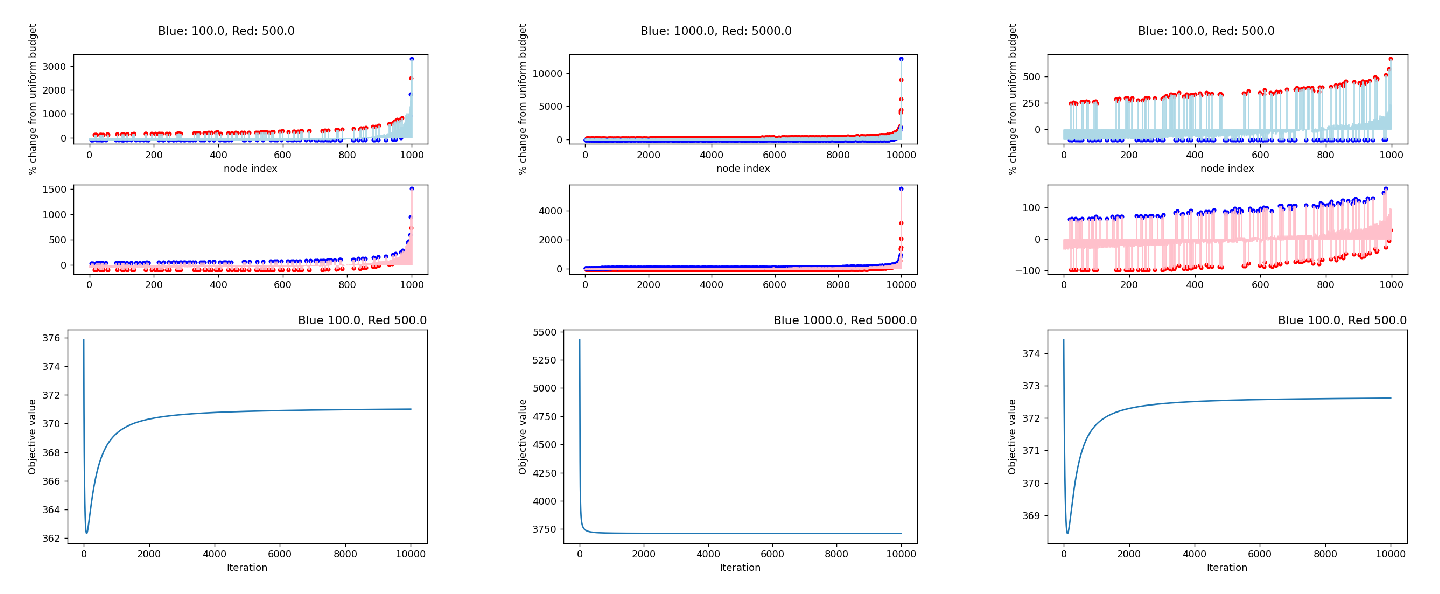 Blue: 100.0, Red: 500.0
% change from uniform budget
3000
2000
1000
0
0 200 400 600 800 1000
node index
1500
1000
500
0
0 200 400 600 800 1000
Blue 100.0, Red 500.0
Objective value
376
374
372
370
368
366
364
362
0 2000 4000 6000 8000 10000
Iteration
Blue: 1000.0, Red: 5000.0
% change from uniform budget
10000
5000
0
0 2000 4000 6000 8000 10000
node index
4000
2000
0
0 2000 4000 6000 8000 10000
Blue 1000.0, Red 5000.0
Objective value
5500
5250
5000
4750
4500
4250
4000
3750
0 2000 4000 6000 8000 10000
Iteration
Blue: 100.0, Red: 500.0
% change from uniform budget
500
250
0
0 200 400 600 800 1000
node index
100
0
−100
0 200 400 600 800 1000
Blue 100.0, Red 500.0
Objective value
374
373
372
371
370
369
0 2000 4000 6000 8000 10000
Iteration